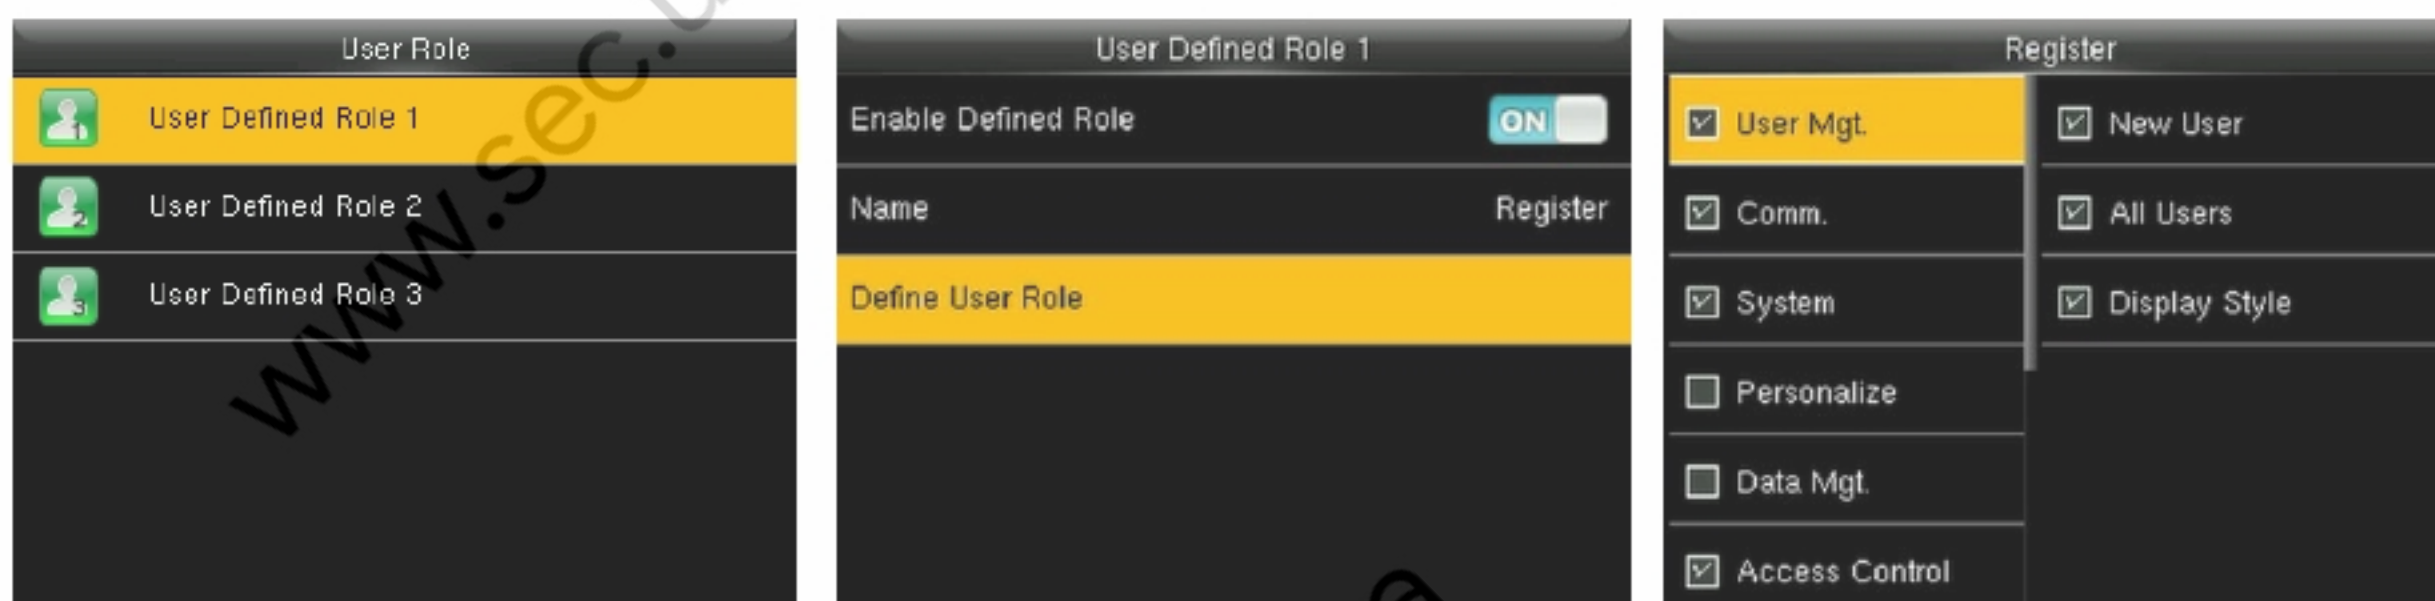 User Role
User Defined Role 1
User Defined Role 2
User Defined Role 3
User Defined Role 1
Enable Defined Role ON
Name Register
Define User Role
Register
User Mgt.
Comm.
System
Personalize
Data Mgt.
Access Control
New User
All Users
Display Style
www.sec.